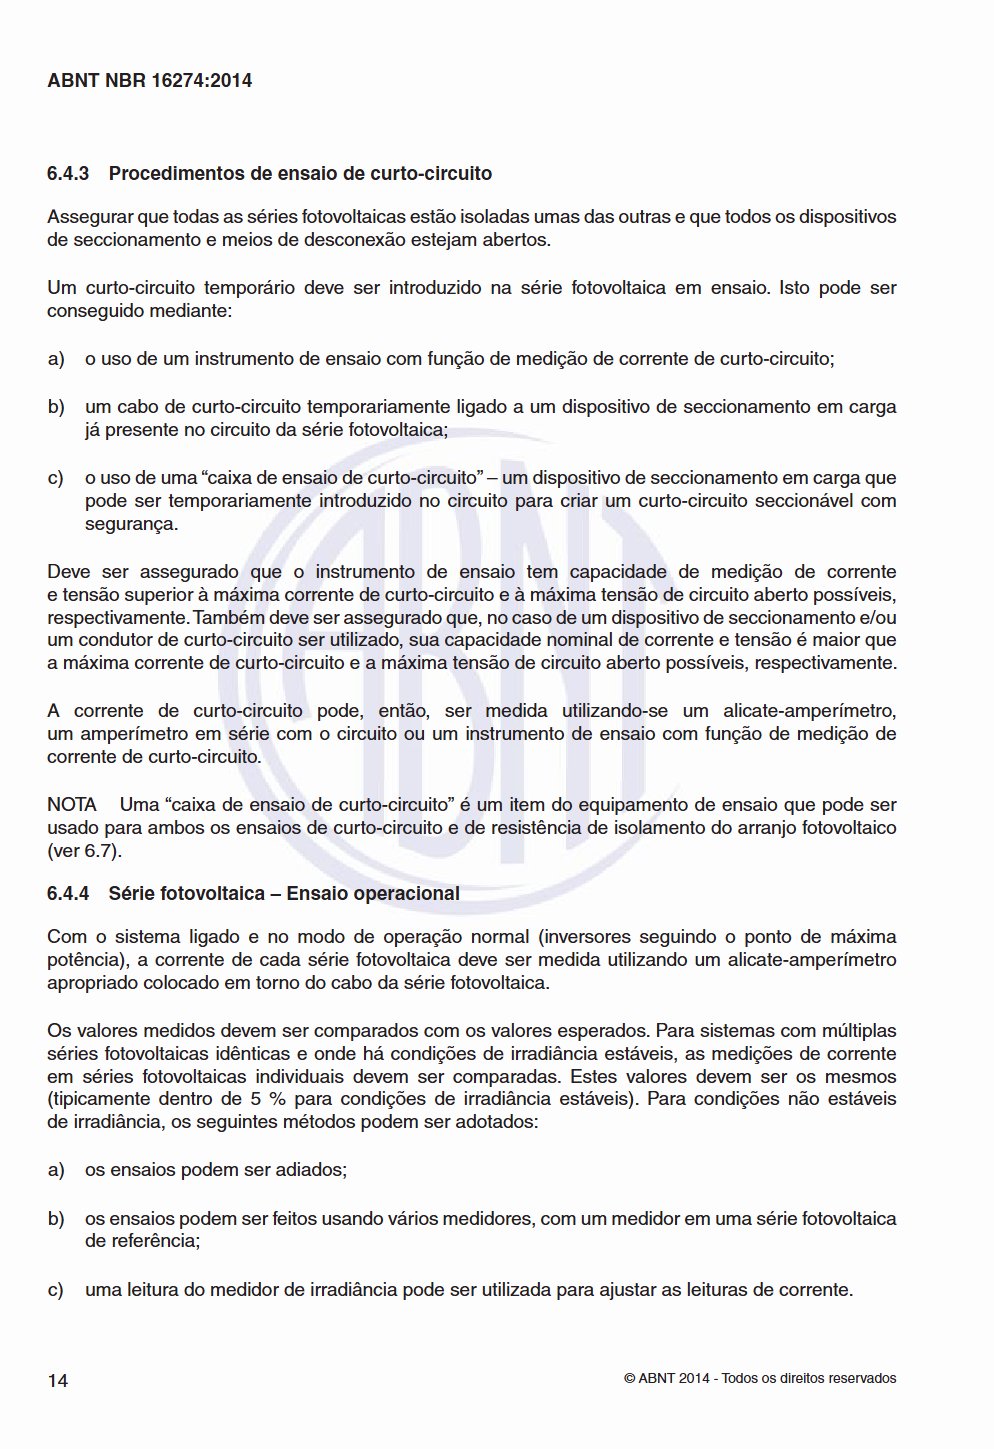 ABNT NBR 16274:2014
6.4.3 Procedimentos de ensaio de curto-circuito
Assegurar que todas as séries fotovoltaicas estão isoladas umas das outras e que todos os dispositivos
de seccionamento e meios de desconexão estejam abertos.
Um curto-circuito temporário deve ser introduzido na série fotovoltaica em ensaio. Isto pode ser
conseguido mediante:
a) o uso de um instrumento de ensaio com função de medição de corrente de curto-circuito;
b) um cabo de curto-circuito temporariamente ligado a um dispositivo de seccionamento em carga
já presente no circuito da série fotovoltaica;
c) o uso de uma “caixa de ensaio de curto-circuito” – um dispositivo de seccionamento em carga que
pode ser temporariamente introduzido no circuito para criar um curto-circuito seccionável com
segurança.
Deve ser assegurado que o instrumento de ensaio tem capacidade de medição de corrente
e tensão superior à máxima corrente de curto-circuito e à máxima tensão de circuito aberto possíveis,
respectivamente. Também deve ser assegurado que, no caso de um dispositivo de seccionamento e/ou
um condutor de curto-circuito ser utilizado, sua capacidade nominal de corrente e tensão é maior que
a máxima corrente de curto-circuito e a máxima tensão de circuito aberto possíveis, respectivamente.
A corrente de curto-circuito pode, então, ser medida utilizando-se um alicate-amperímetro,
um amperímetro em série com o circuito ou um instrumento de ensaio com função de medição de
corrente de curto-circuito.
NOTA Uma “caixa de ensaio de curto-circuito” é um item do equipamento de ensaio que pode ser
usado para ambos os ensaios de curto-circuito e de resistência de isolamento do arranjo fotovoltaico
(ver 6.7).
6.4.4 Série fotovoltaica – Ensaio operacional
Com o sistema ligado e no modo de operação normal (inversores seguindo o ponto de máxima
potência), a corrente de cada série fotovoltaica deve ser medida utilizando um alicate-amperímetro
apropriado colocado em torno do cabo da série fotovoltaica.
Os valores medidos devem ser comparados com os valores esperados. Para sistemas com múltiplas
séries fotovoltaicas idênticas e onde há condições de irradiância estáveis, as medições de corrente
em séries fotovoltaicas individuais devem ser comparadas. Estes valores devem ser os mesmos
(tipicamente dentro de 5 % para condições de irradiância estáveis). Para condições não estáveis
de irradiância, os seguintes métodos podem ser adotados:
a) os ensaios podem ser adiados;
b) os ensaios podem ser feitos usando vários medidores, com um medidor em uma série fotovoltaica
de referência;
c) uma leitura do medidor de irradiância pode ser utilizada para ajustar as leituras de corrente.
ABNT
14
© ABNT 2014 - Todos os direitos reservados